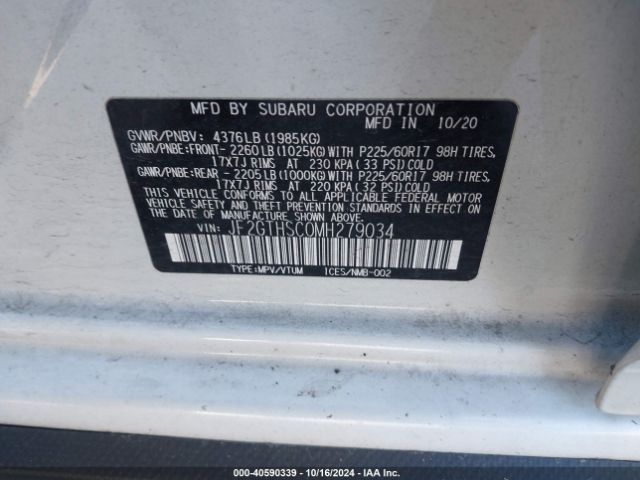 MFD BY SUBARU CORPORATION
MFD IN 10/20
GVWR/PNBV: 4376LB(1985KG)
GAWR/PNBE:FRONT- 2260LB(1025KG)WITH P225/60R17 98H TIRES,
17X7J RIMS AT 230 KPA(33 PSI)COLD
GAWR/PNBE:REAR - 2205LB(1000KG)WITH P225/60R17 98H TIRES,
17X7J RIMS AT 220 KPA(32 PSI)COLD
THIS VEHICLE CONFORMS TO ALL APPLICABLE FEDERAL MOTOR
VEHICLE SAFETY STANDARDS IN EFFECT ON THE DATE OF
MANUFACTURE SHOWN ABOVE.
VIN: JF2GTHSC0MH279034
TYPE:MPV/VTUM ICES/NMB-002
000-40590339 | 10/16/2024 | IAA Inc.